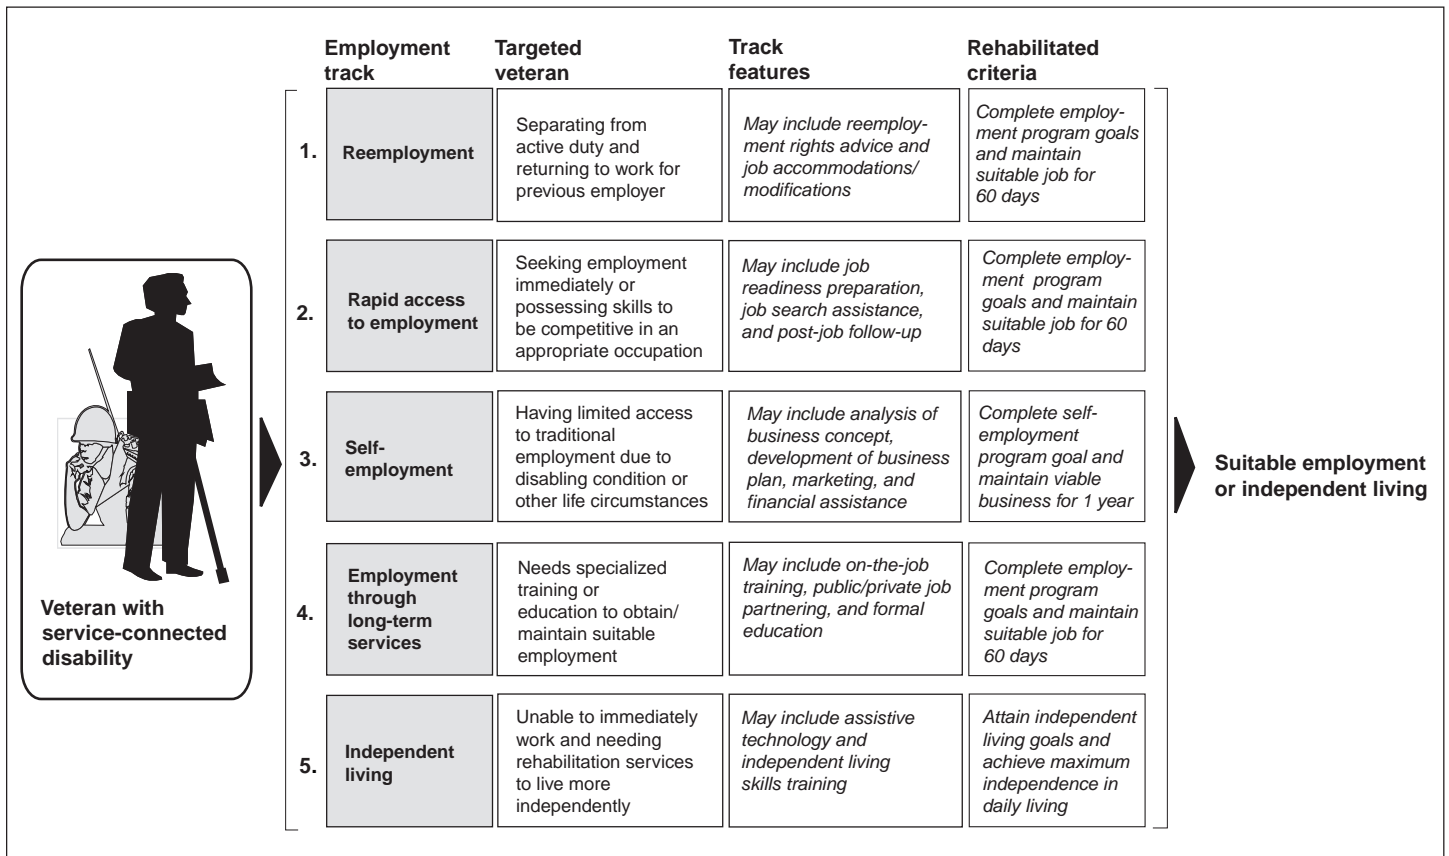 Employment
track
Targeted
veteran
Track
features
Rehabilitated
criteria
1.
Reemployment
Separating from
active duty and
returning to work for
previous employer
May include reemploy-
ment rights advice and
job accommodations/
modifications
Complete employ-
ment program goals
and maintain
suitable job for
60 days
2.
Rapid access
to employment
Seeking employment
immediately or
possessing skills to
be competitive in an
appropriate occupation
May include job
readiness preparation,
job search assistance,
and post-job follow-up
Complete employ-
ment program
goals and maintain
suitable job for 60
days
3.
Self-
employment
Having limited access
to traditional
employment due to
disabling condition or
other life circumstances
May include analysis of
business concept,
development of business
plan, marketing, and
financial assistance
Complete self-
employment
program goal and
maintain viable
business for 1 year
4.
Employment
through
long-term
services
Needs specialized
training or
education to obtain/
maintain suitable
employment
May include on-the-job
training, public/private job
partnering, and formal
education
Complete employ-
ment program
goals and maintain
suitable job for
60 days
5.
Independent
living
Unable to immediately
work and needing
rehabilitation services
to live more
independently
May include assistive
technology and
independent living
skills training
Attain independent
living goals and
achieve maximum
independence in
daily living
Veteran with
service-connected
disability
Suitable employment
or independent living